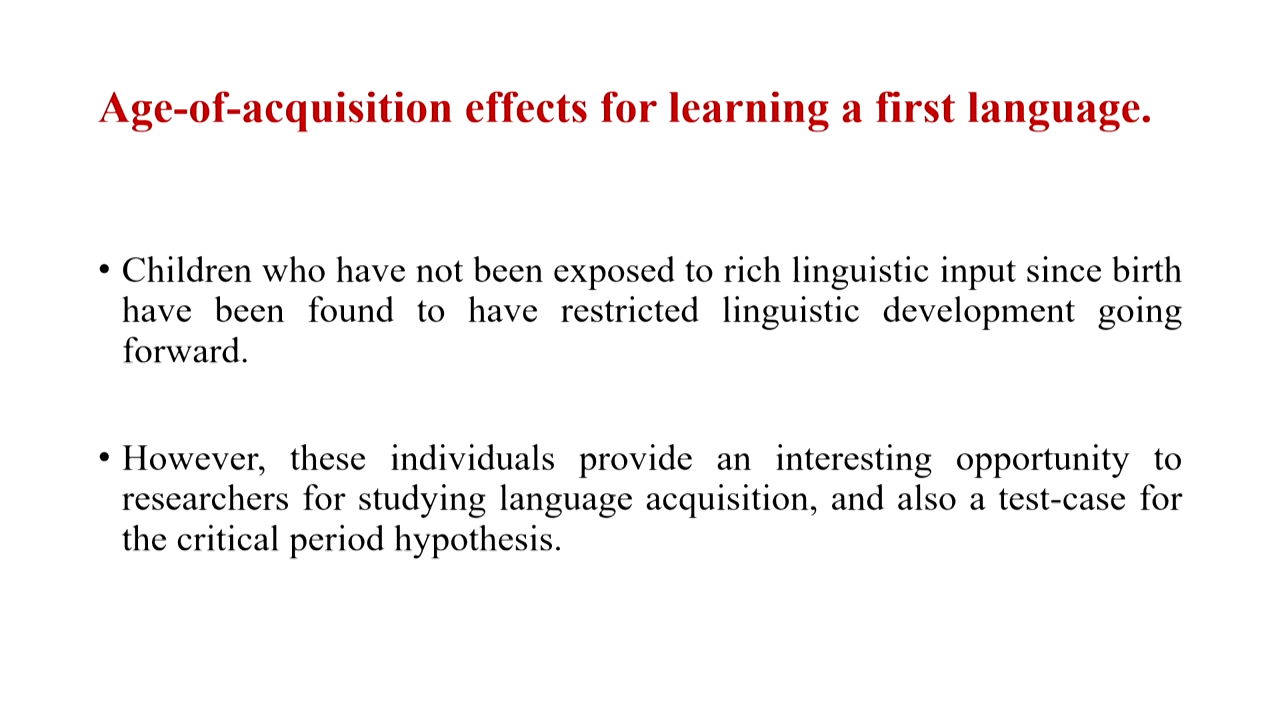 Age-of-acquisition effects for learning a first language.
• Children who have not been exposed to rich linguistic input since birth
have been found to have restricted linguistic development going
forward.
• However, these individuals provide an interesting opportunity to
researchers for studying language acquisition, and also a test-case for
the critical period hypothesis.